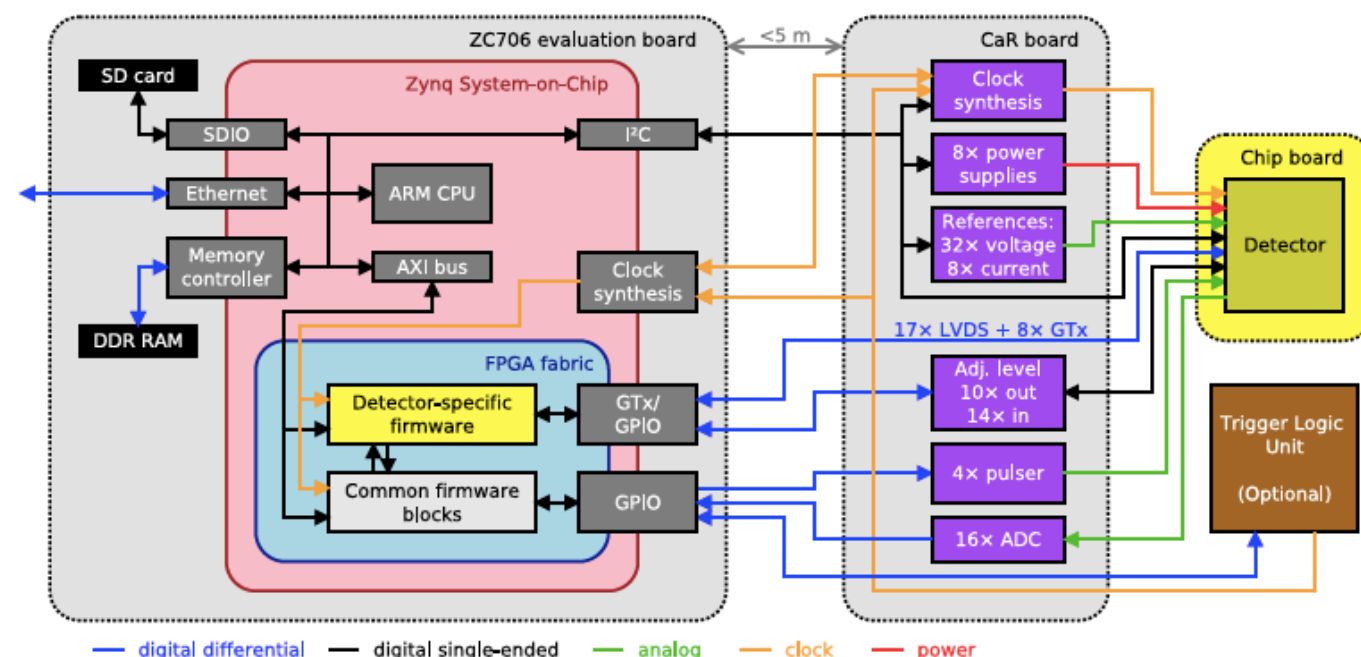 ZC706 evaluation board
<5 m
CaR board
SD card
Zynq System-on-Chip
Clock
synthesis
SDIO
I²C
8× power
supplies
Chip board
Ethernet
ARM CPU
References:
32× voltage
8× current
Detector
Memory
controller
AXI bus
Clock
synthesis
DDR RAM
17× LVDS + 8× GTx
FPGA fabric
Adj. level
10× out
14× in
Detector-specific
firmware
GTx/
GPIO
Trigger Logic
Unit
(Optional)
4× pulser
Common firmware
blocks
GPIO
16× ADC
digital differential
digital single-ended
analog
clock
power